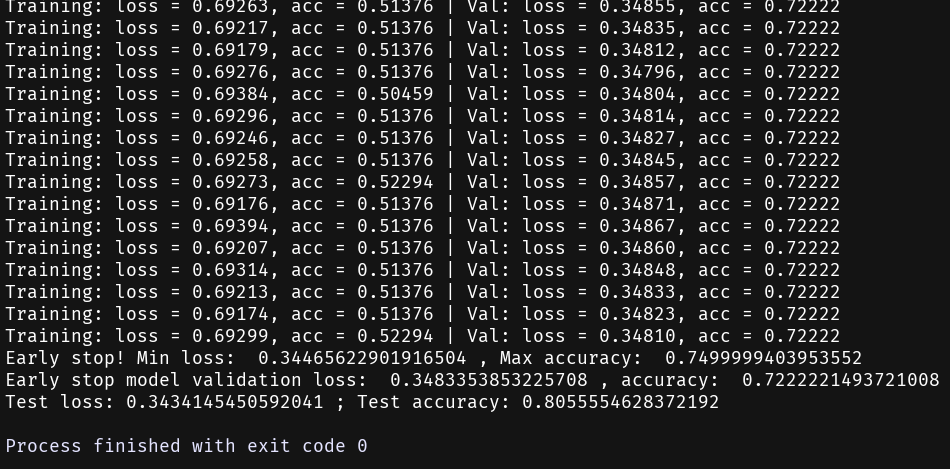 Training: loss = 0.69263, acc = 0.51376 | Val: loss = 0.34855, acc = 0.72222
Training: loss = 0.69217, acc = 0.51376 | Val: loss = 0.34835, acc = 0.72222
Training: loss = 0.69179, acc = 0.51376 | Val: loss = 0.34812, acc = 0.72222
Training: loss = 0.69276, acc = 0.51376 | Val: loss = 0.34796, acc = 0.72222
Training: loss = 0.69384, acc = 0.50459 | Val: loss = 0.34804, acc = 0.72222
Training: loss = 0.69296, acc = 0.51376 | Val: loss = 0.34814, acc = 0.72222
Training: loss = 0.69246, acc = 0.51376 | Val: loss = 0.34827, acc = 0.72222
Training: loss = 0.69258, acc = 0.51376 | Val: loss = 0.34845, acc = 0.72222
Training: loss = 0.69273, acc = 0.52294 | Val: loss = 0.34857, acc = 0.72222
Training: loss = 0.69176, acc = 0.51376 | Val: loss = 0.34871, acc = 0.72222
Training: loss = 0.69394, acc = 0.51376 | Val: loss = 0.34867, acc = 0.72222
Training: loss = 0.69207, acc = 0.51376 | Val: loss = 0.34860, acc = 0.72222
Training: loss = 0.69314, acc = 0.51376 | Val: loss = 0.34848, acc = 0.72222
Training: loss = 0.69213, acc = 0.51376 | Val: loss = 0.34833, acc = 0.72222
Training: loss = 0.69174, acc = 0.51376 | Val: loss = 0.34823, acc = 0.72222
Training: loss = 0.69299, acc = 0.52294 | Val: loss = 0.34810, acc = 0.72222
Early stop! Min loss:  0.34465622901916504 , Max accuracy:  0.7499999403953552
Early stop model validation loss:  0.3483353853225708 , accuracy:  0.7222221493721008
Test loss: 0.3434145450592041 ; Test accuracy: 0.8055554628372192
Process finished with exit code 0